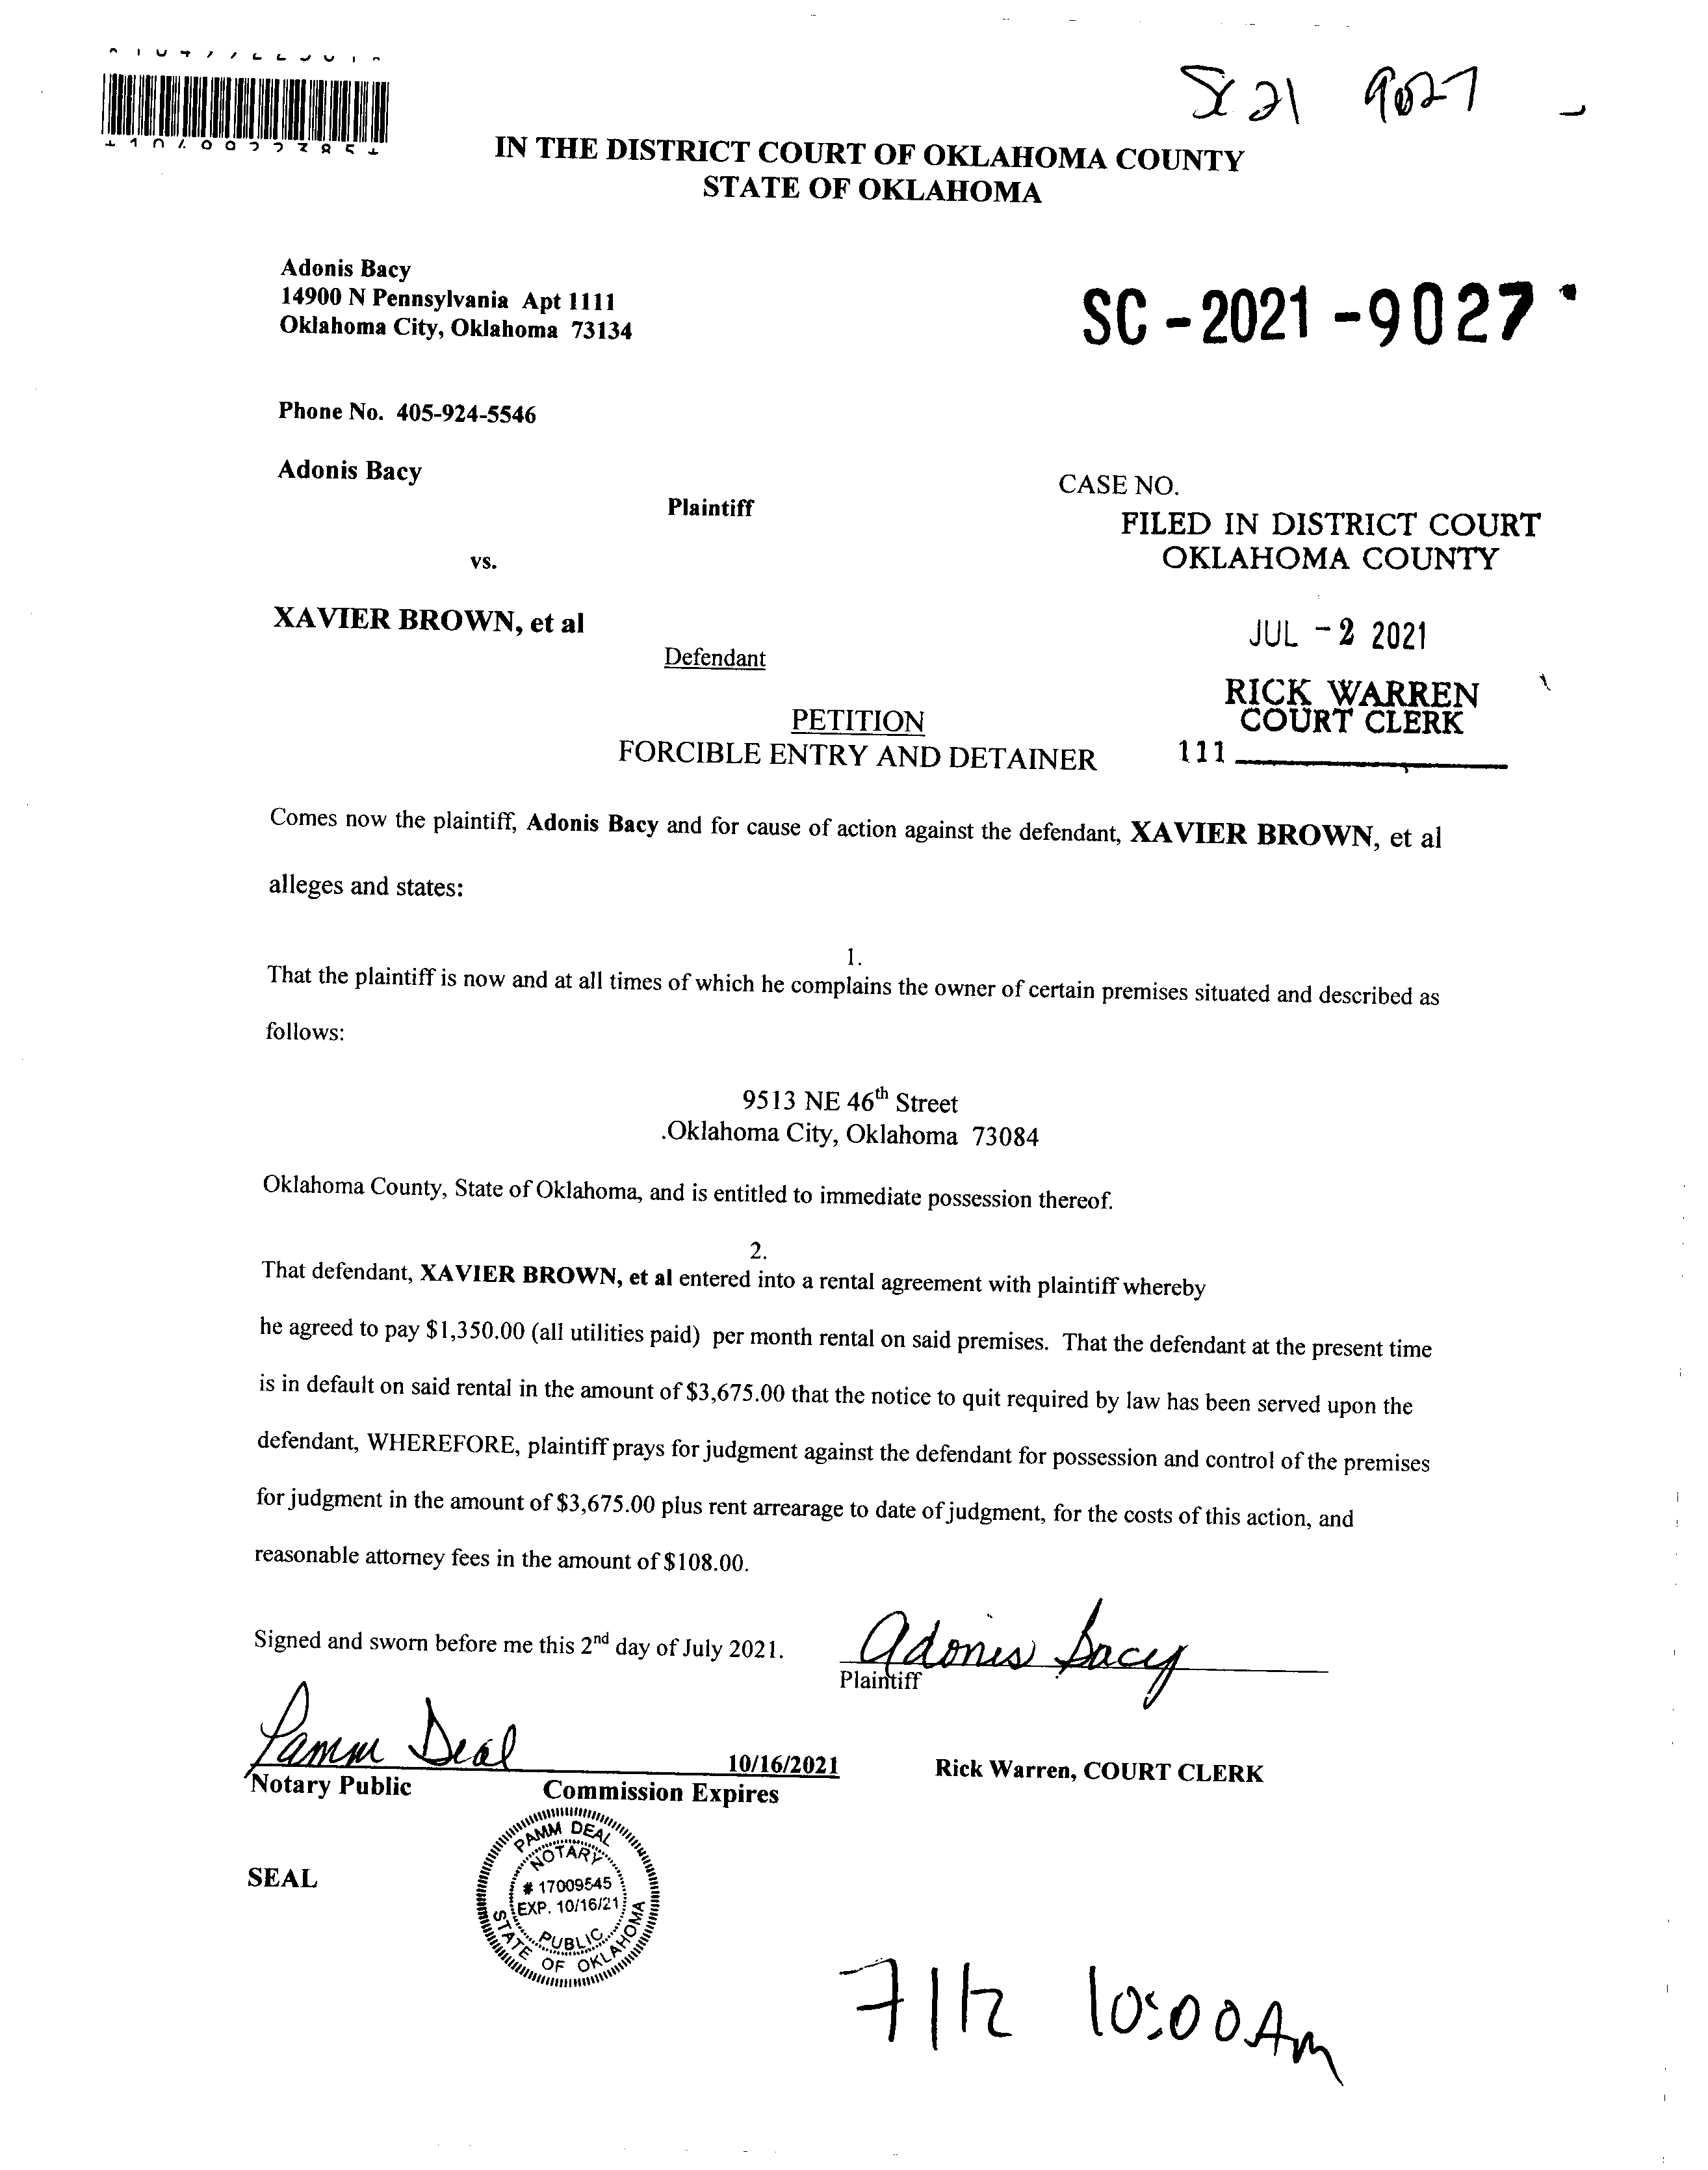 SC 21 9027
IN THE DISTRICT COURT OF OKLAHOMA COUNTY
STATE OF OKLAHOMA
Adonis Bacy
14900 N Pennsylvania Apt 1111
Oklahoma City, Oklahoma 73134
SC - 2021 - 9027
Phone No. 405-924-5546
Adonis Bacy
Plaintiff
CASE NO.
FILED IN DISTRICT COURT
OKLAHOMA COUNTY
vs.
XAVIER BROWN, et al
Defendant
JUL - 2 2021
RICK WARREN
COURT CLERK
111
PETITION
FORCIBLE ENTRY AND DETAINER
Comes now the plaintiff, Adonis Bacy and for cause of action against the defendant, XAVIER BROWN, et al
alleges and states:
1.
That the plaintiff is now and at all times of which he complains the owner of certain premises situated and described as
follows:
9513 NE 46th Street
.Oklahoma City, Oklahoma 73084
Oklahoma County, State of Oklahoma, and is entitled to immediate possession thereof.
2.
That defendant, XAVIER BROWN, et al entered into a rental agreement with plaintiff whereby
he agreed to pay $1,350.00 (all utilities paid) per month rental on said premises. That the defendant at the present time
is in default on said rental in the amount of $3,675.00 that the notice to quit required by law has been served upon the
defendant, WHEREFORE, plaintiff prays for judgment against the defendant for possession and control of the premises
for judgment in the amount of $3,675.00 plus rent arrearage to date of judgment, for the costs of this action, and
reasonable attorney fees in the amount of $108.00.
Signed and sworn before me this 2nd day of July 2021.
Adonis Bacy
Plaintiff
Pamm Deal
10/16/2021
Notary Public
Commission Expires
Rick Warren, COURT CLERK
SEAL
PAMM DEAL
NOTARY
# 17009545
EXP. 10/16/21
PUBLIC
STATE OF OKLAHOMA
7/12 10:00 Am